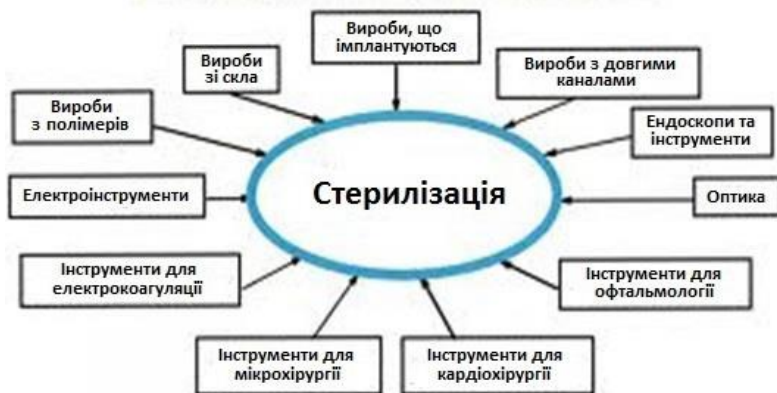 Вироби, що
імплантуються
Вироби
зі скла
Вироби з довгими
каналами
Вироби
з полімерів
Ендоскопи та
інструменти
Електроінструменти
Стерилізація
Оптика
Інструменти для
електрокоагуляції
Інструменти для
офтальмології
Інструменти для
мікрохірургії
Інструменти для
кардіохірургії